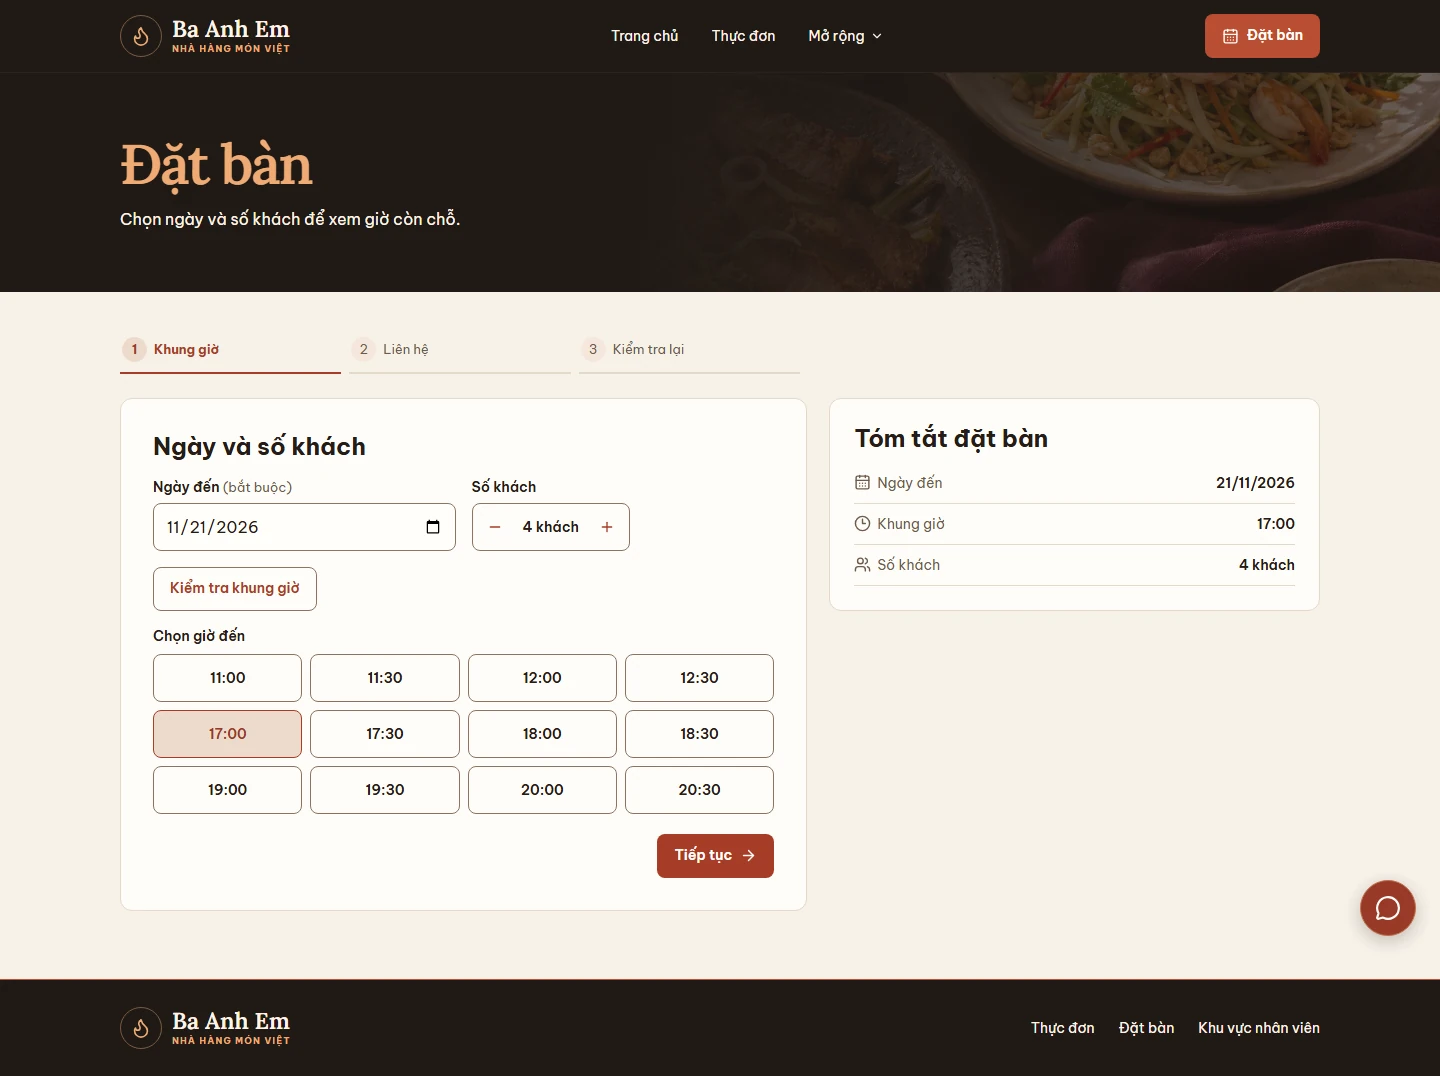 Ba Anh Em
NHÀ HÀNG MÓN VIỆT
Trang chủ
Thực đơn
Mở rộng
Đặt bàn
Đặt bàn
Chọn ngày và số khách để xem giờ còn chỗ.
1 Khung giờ
2 Liên hệ
3 Kiểm tra lại
Ngày và số khách
Ngày đến (bắt buộc)
11/21/2026
Số khách
4 khách
Kiểm tra khung giờ
Chọn giờ đến
11:00 11:30 12:00 12:30
17:00 17:30 18:00 18:30
19:00 19:30 20:00 20:30
Tiếp tục
Tóm tắt đặt bàn
Ngày đến 21/11/2026
Khung giờ 17:00
Số khách 4 khách
Ba Anh Em
NHÀ HÀNG MÓN VIỆT
Thực đơn
Đặt bàn
Khu vực nhân viên